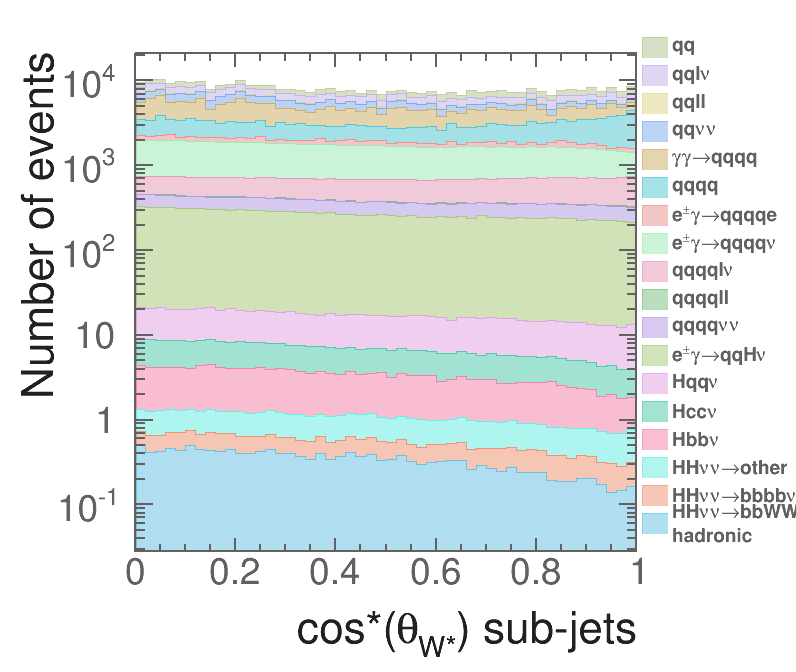 Number of events
10⁴
10³
10²
10
1
10⁻¹
0 0.2 0.4 0.6 0.8 1
cos*(θ_W*) sub-jets
qq
qqlν
qqll
qqνν
γγ→qqqq
qqqq
e±γ→qqqqe
e±γ→qqqqν
qqqqlν
qqqqll
qqqqνν
e±γ→qqHν
Hqqν
Hccν
Hbbν
HHνν→other
HHνν→bbbbν
HHνν→bbWW
hadronic